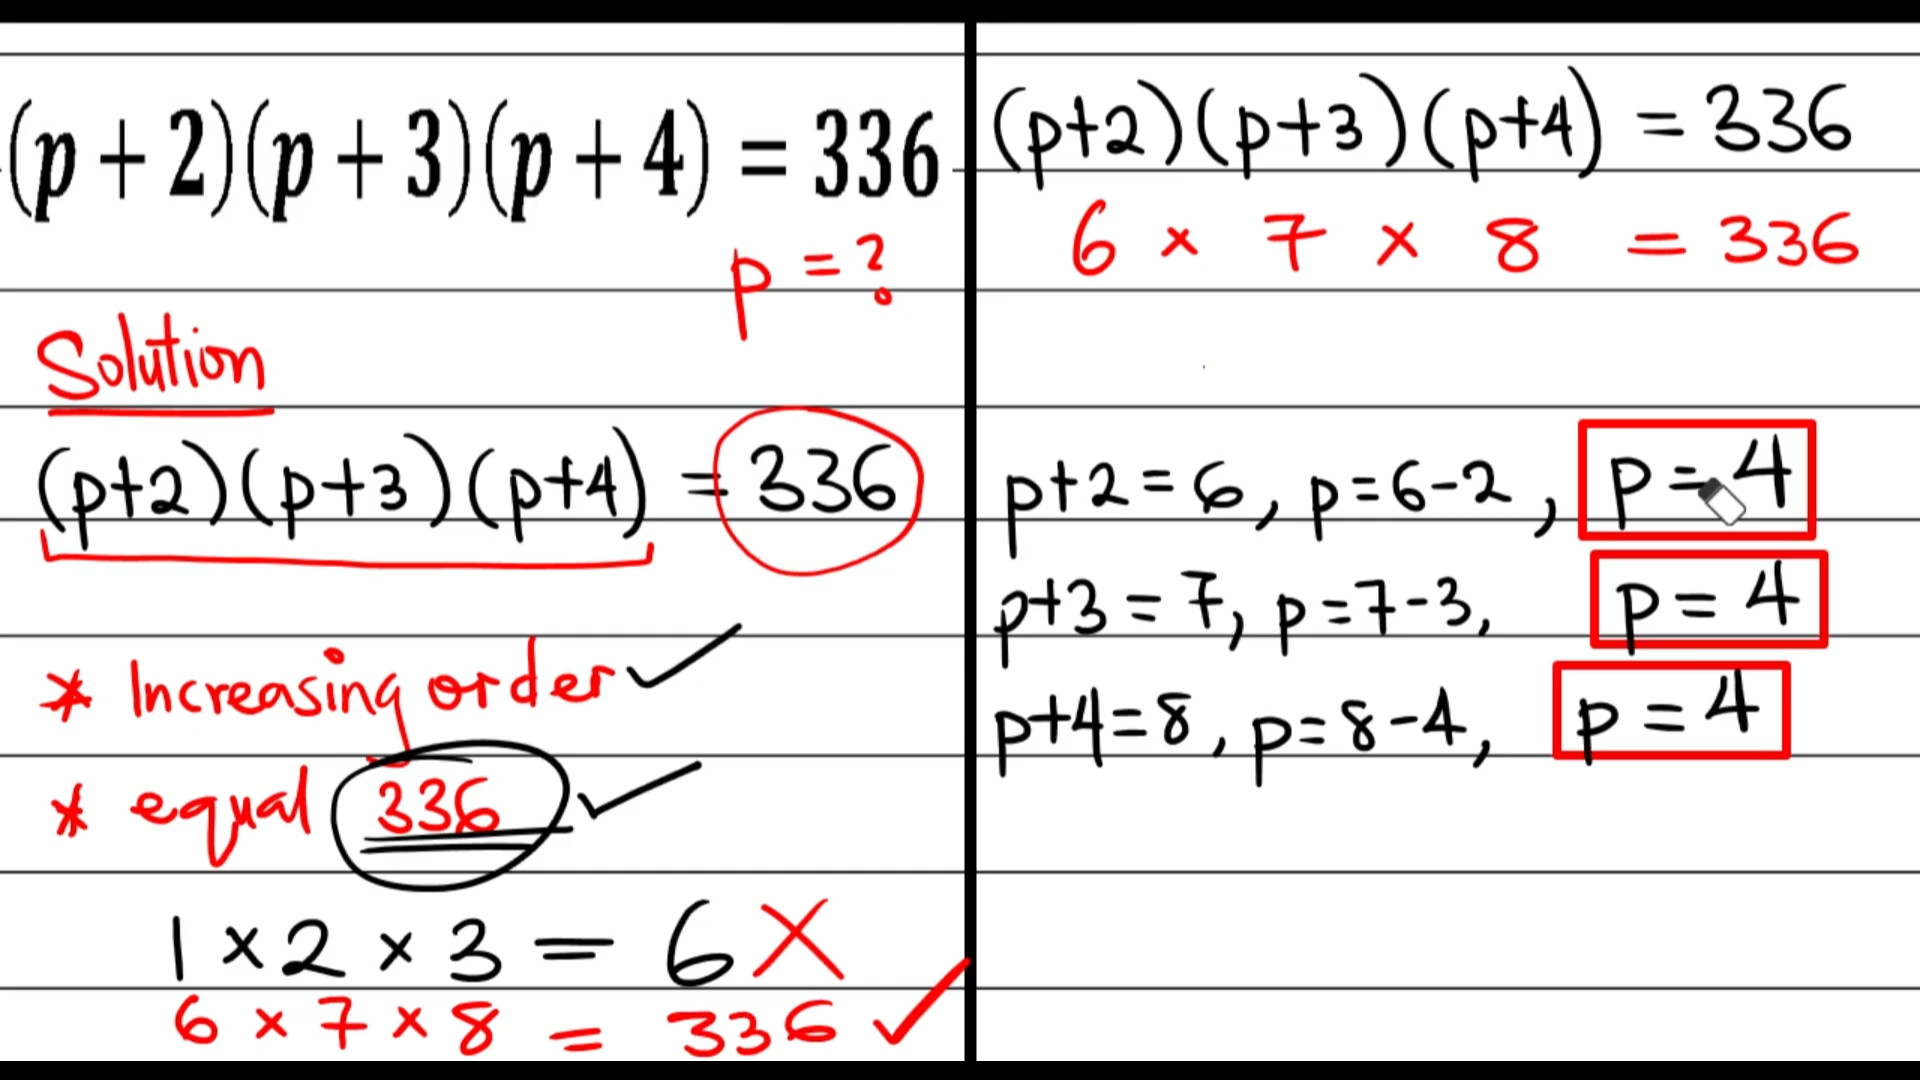 (p + 2)(p + 3)(p + 4) = 336
p = ?
Solution
(p+2)(p+3)(p+4) = 336
* Increasing order ✓
* equal 336 ✓
1 × 2 × 3 = 6 ✗
6 × 7 × 8 = 336 ✓
(p+2)(p+3)(p+4) = 336
6 × 7 × 8 = 336
p+2 = 6, p = 6-2, p = 4
p+3 = 7, p = 7-3, p = 4
p+4 = 8, p = 8-4, p = 4